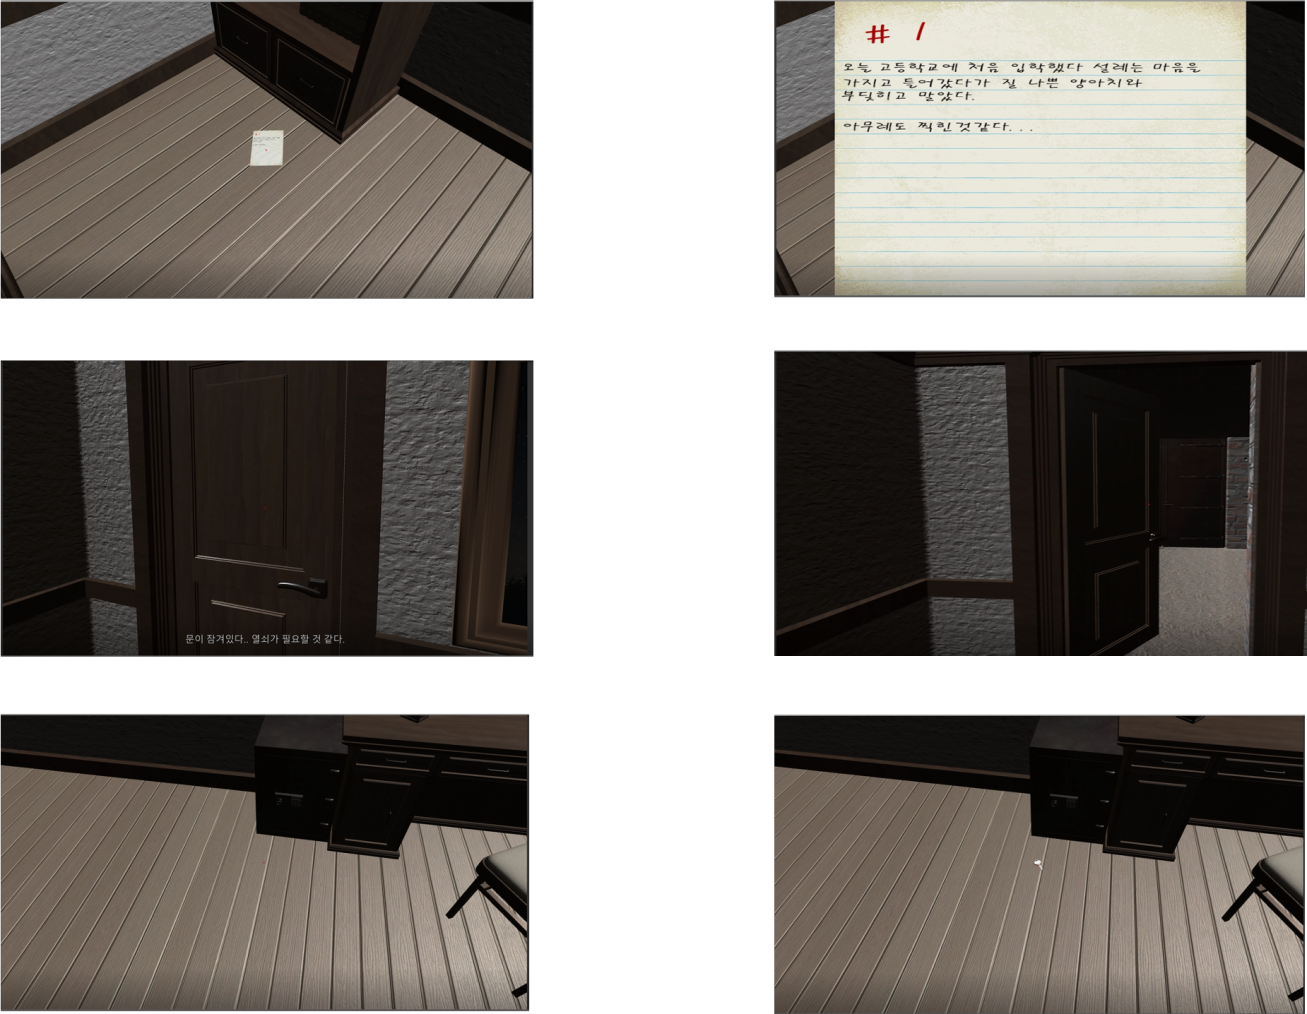 # 1
오늘 고등학교에 처음 입학했다 설레는 마음을
가지고 들어갔다가 질 나쁜 양아치와
부딪히고 말았다.
아무레도 찍힌것같다...
문이 잠겨있다.. 열쇠가 필요할 것 같다.